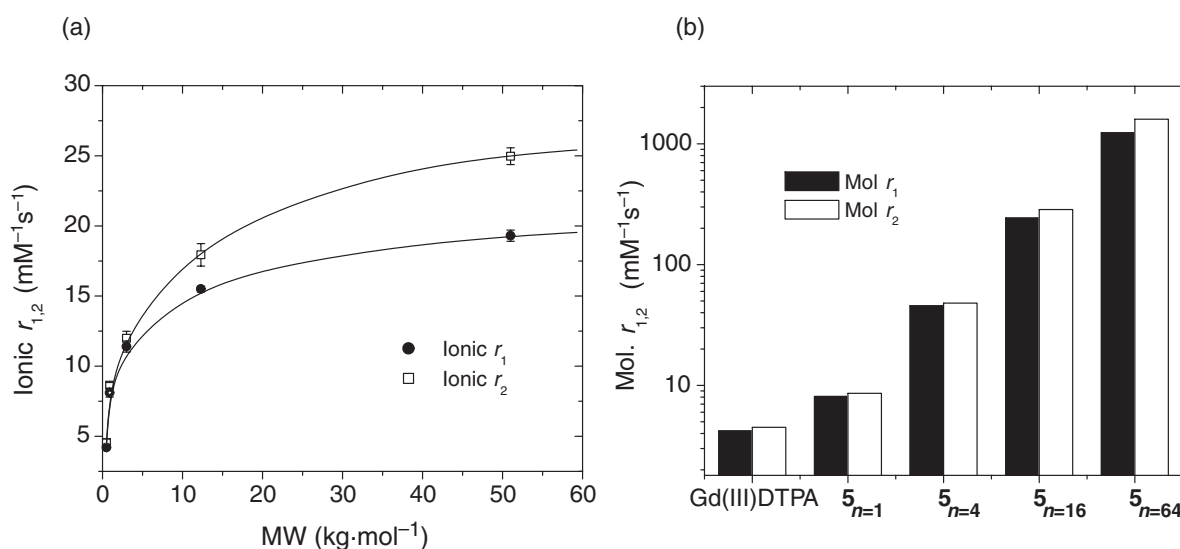 (a)
30
25
20
15
10
5
Ionic r1,2 (mM−1s−1)
Ionic r1
Ionic r2
0 10 20 30 40 50 60
MW (kg·mol−1)
(b)
1000
100
10
Mol. r1,2 (mM−1s−1)
Mol r1
Mol r2
Gd(III)DTPA 5n=1 5n=4 5n=16 5n=64